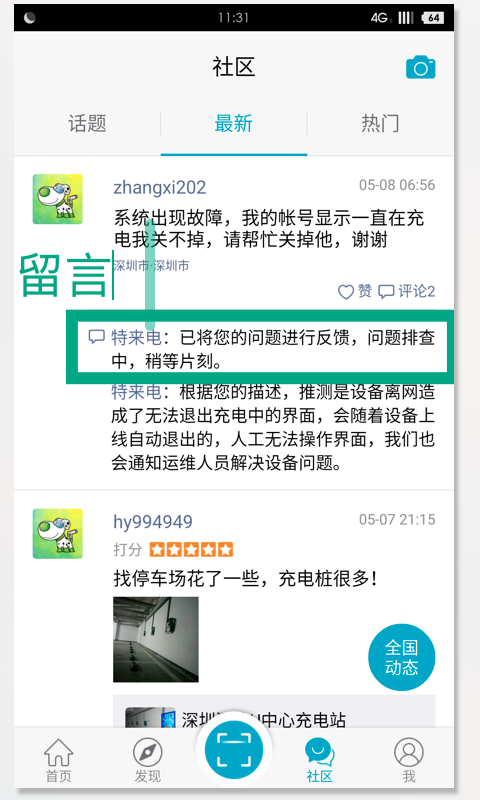 11:31
4G
64
社区
话题
最新
热门
zhangxi202
05-08 06:56
系统出现故障，我的帐号显示一直在充
电我关不掉，请帮忙关掉他，谢谢
留言
深圳市·深圳市
赞
评论2
特来电：已将您的问题进行反馈，问题排查
中，稍等片刻。
特来电：根据您的描述，推测是设备离网造
成了无法退出充电中的界面，会随着设备上
线自动退出的，人工无法操作界面，我们也
会通知运维人员解决设备问题。
hy994949
05-07 21:15
打分
找停车场花了一些，充电桩很多！
全国
动态
深圳
中心充电站
首页
发现
社区
我